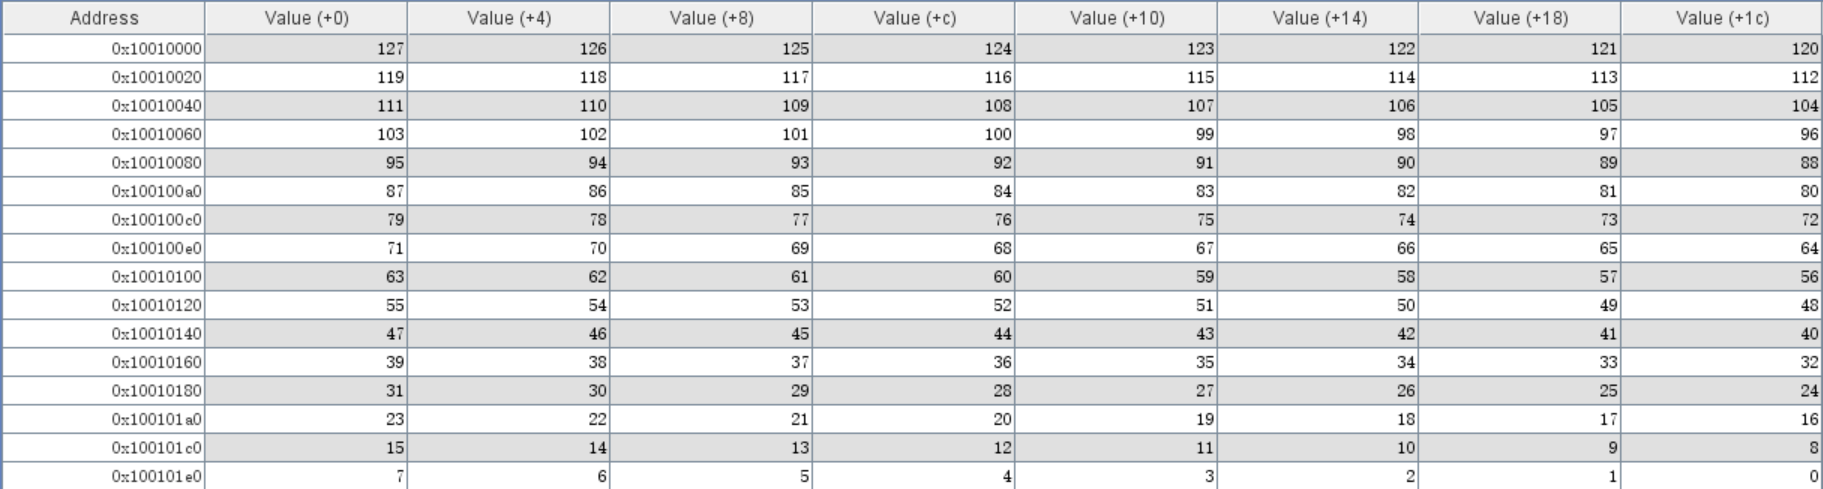 Address Value (+0) Value (+4) Value (+8) Value (+c) Value (+10) Value (+14) Value (+18) Value (+1c)
0x10010000 127 126 125 124 123 122 121 120
0x10010020 119 118 117 116 115 114 113 112
0x10010040 111 110 109 108 107 106 105 104
0x10010060 103 102 101 100 99 98 97 96
0x10010080 95 94 93 92 91 90 89 88
0x100100a0 87 86 85 84 83 82 81 80
0x100100c0 79 78 77 76 75 74 73 72
0x100100e0 71 70 69 68 67 66 65 64
0x10010100 63 62 61 60 59 58 57 56
0x10010120 55 54 53 52 51 50 49 48
0x10010140 47 46 45 44 43 42 41 40
0x10010160 39 38 37 36 35 34 33 32
0x10010180 31 30 29 28 27 26 25 24
0x100101a0 23 22 21 20 19 18 17 16
0x100101c0 15 14 13 12 11 10 9 8
0x100101e0 7 6 5 4 3 2 1 0